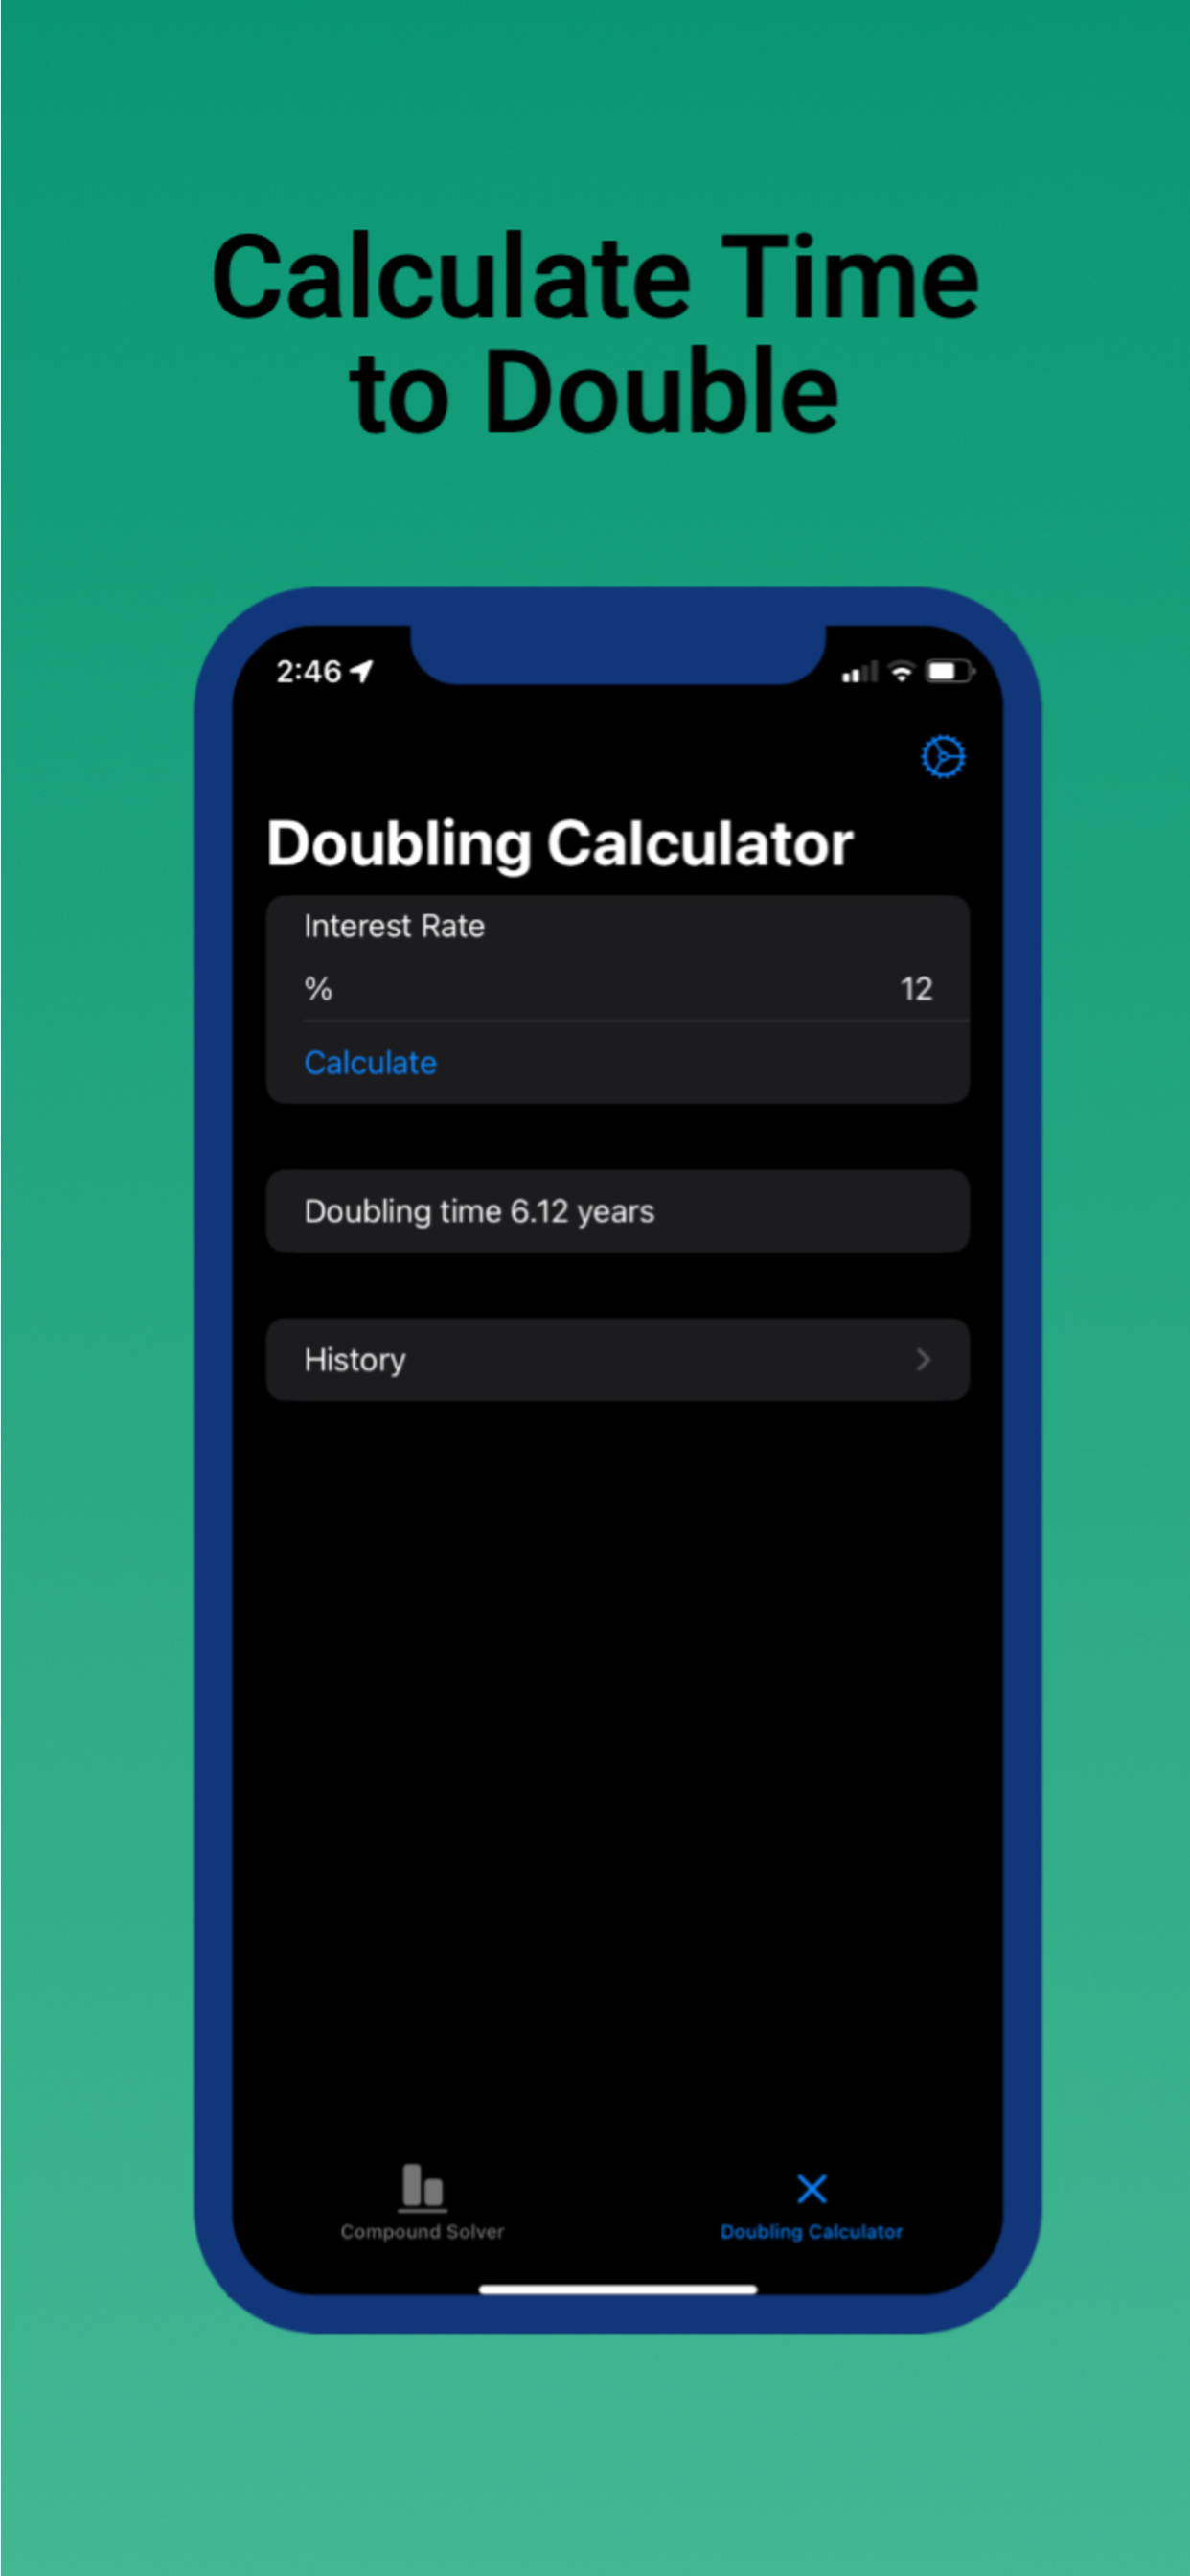 Calculate Time
to Double
2:46
Doubling Calculator
Interest Rate
% 12
Calculate
Doubling time 6.12 years
History
Compound Solver Doubling Calculator